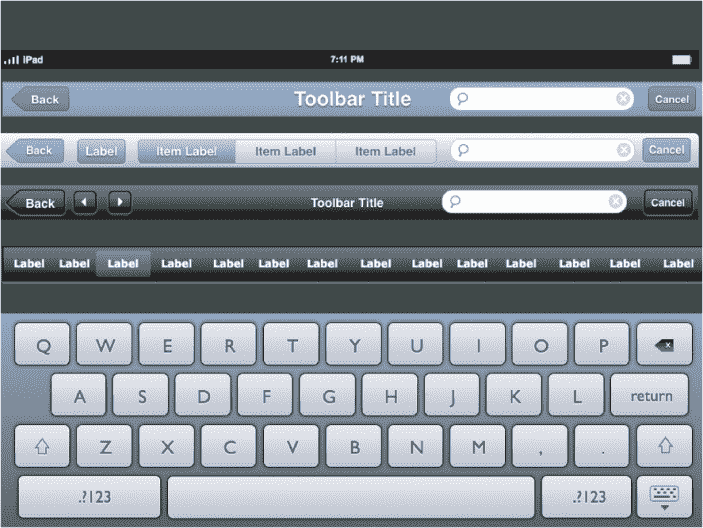 iPad 7:11 PM
Back Toolbar Title Cancel
Back Label Item Label Item Label Item Label Cancel
Back Toolbar Title Cancel
Label Label Label Label Label Label Label Label Label Label Label Label Label Label
Q W E R T Y U I O P
A S D F G H J K L return
Z X C V B N M , .
.?123 .?123